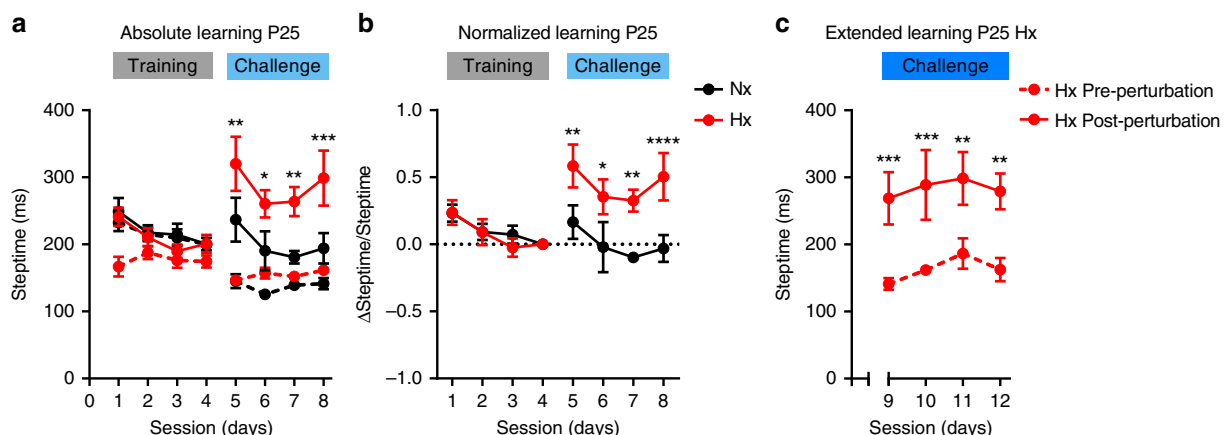 a
Absolute learning P25
Training
Challenge
Steptime (ms)
400
300
200
100
0
**
*
**
***
0 1 2 3 4 5 6 7 8
Session (days)
b
Normalized learning P25
Training
Challenge
Nx
Hx
ΔSteptime/Steptime
1.0
0.5
0.0
−0.5
−1.0
**
*
**
****
1 2 3 4 5 6 7 8
Session (days)
c
Extended learning P25 Hx
Challenge
Hx Pre-perturbation
Hx Post-perturbation
Steptime (ms)
400
300
200
100
0
***
***
**
**
9 10 11 12
Session (days)